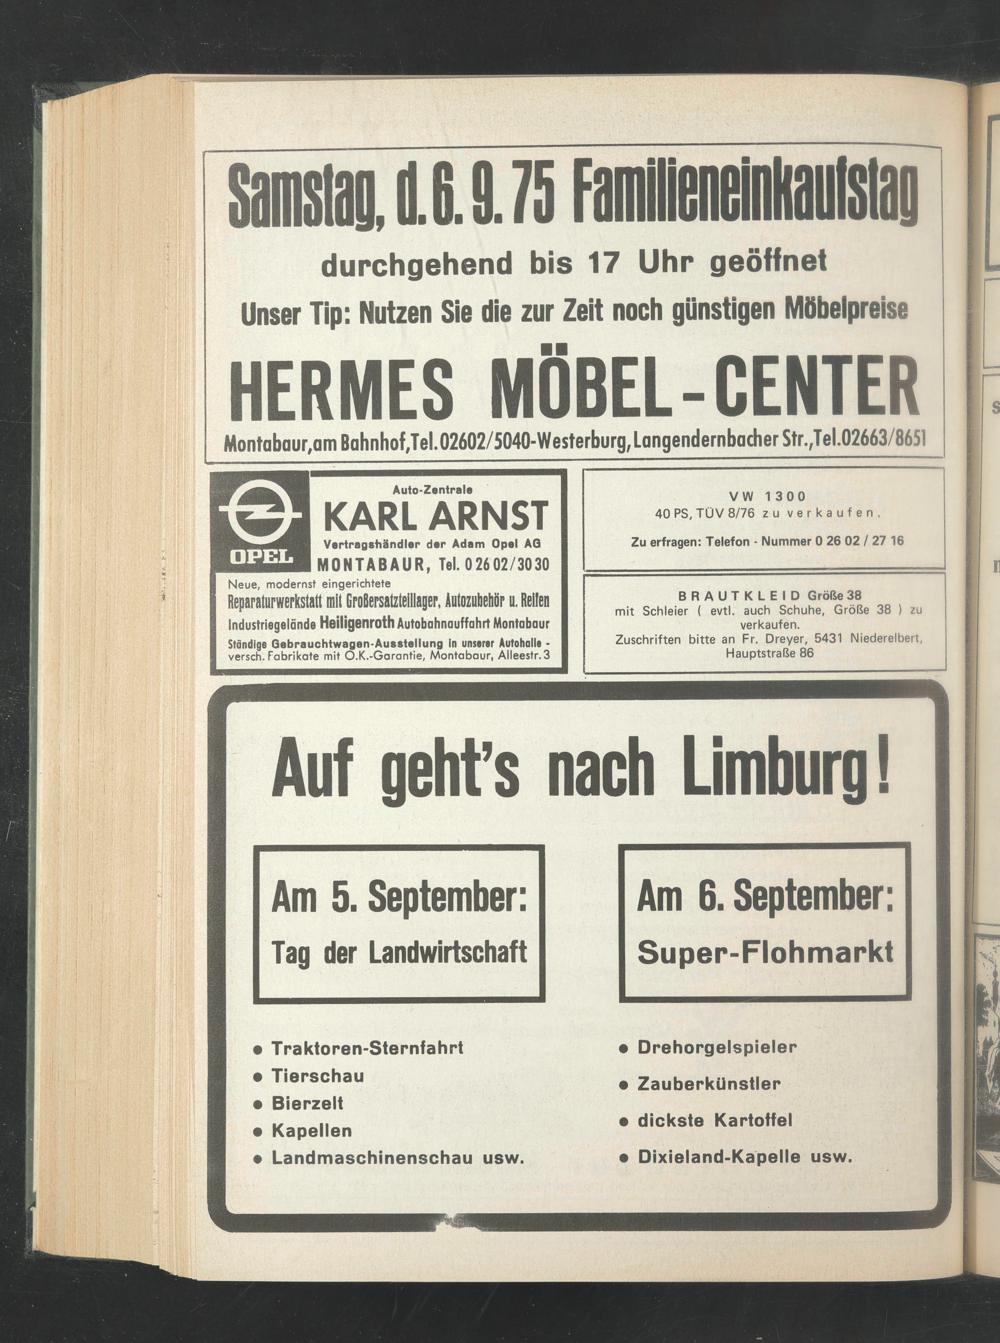 Samstag, d. 6. 9. 75 Familieneinkaufstag
durchgehend bis 17 Uhr geöffnet
Unser Tip: Nutzen Sie die zur Zeit noch günstigen Möbelpreise
HERMES MÖBEL-CENTER
Montabaur, am Bahnhof, Tel. 02602/5040-Westerburg, Langendernbacher Str., Tel. 02663/8651
OPEL
Auto-Zentrale
KARL ARNST
Vertragshändler der Adam Opel AG
MONTABAUR, Tel. 0 26 02/30 30
Neue, modernst eingerichtete
Reparaturwerkstatt mit Großersatzteillager, Autozubehör u. Reifen
Industriegelände Heiligenroth Autobahnauffahrt Montabaur
Ständige Gebrauchtwagen-Ausstellung in unserer Autohalle -
versch. Fabrikate mit O.K.-Garantie, Montabaur, Alleestr. 3
VW 1300
40 PS, TÜV 8/76 zu verkaufen.
Zu erfragen: Telefon - Nummer 0 26 02 / 27 16
BRAUTKLEID Größe 38
mit Schleier ( evtl. auch Schuhe, Größe 38 ) zu
verkaufen.
Zuschriften bitte an Fr. Dreyer, 5431 Niederelbert,
Hauptstraße 86
Auf geht's nach Limburg!
Am 5. September:
Tag der Landwirtschaft
• Traktoren-Sternfahrt
• Tierschau
• Bierzelt
• Kapellen
• Landmaschinenschau usw.
Am 6. September:
Super-Flohmarkt
• Drehorgelspieler
• Zauberkünstler
• dickste Kartoffel
• Dixieland-Kapelle usw.